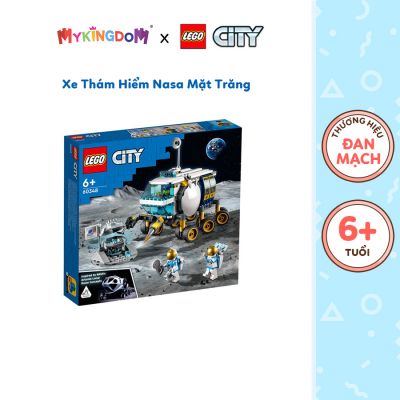 MYKINGDOM x LEGO CITY
Xe Thám Hiểm Nasa Mặt Trăng
THƯƠNG HIỆU
ĐAN
MẠCH
6+
TUỔI
LEGO CITY
6+
60348